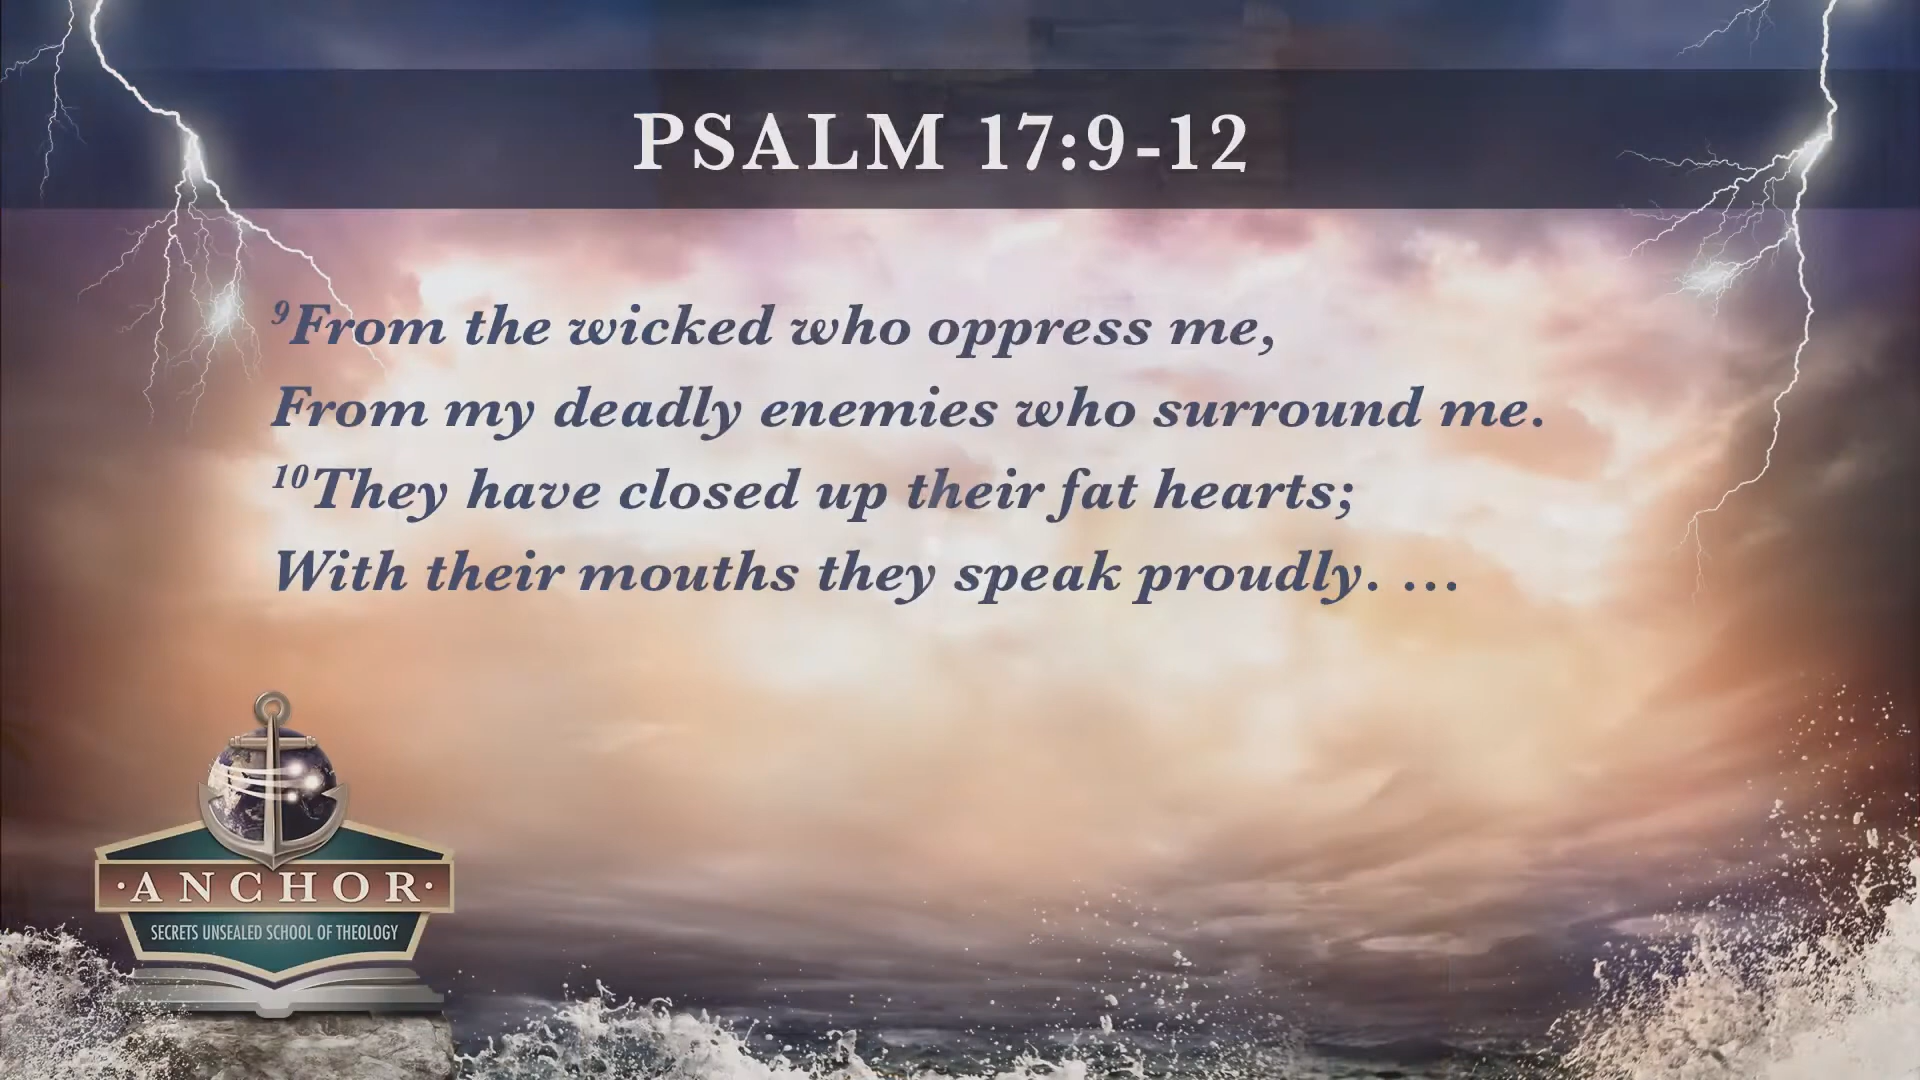 PSALM 17:9-12
⁹From the wicked who oppress me,
From my deadly enemies who surround me.
¹⁰They have closed up their fat hearts;
With their mouths they speak proudly. ...
·ANCHOR·
SECRETS UNSEALED SCHOOL OF THEOLOGY